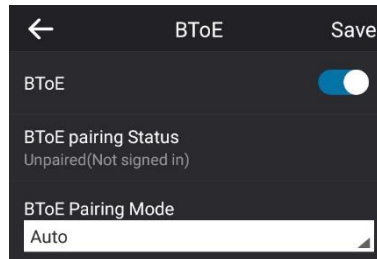 BToE
Save
BToE
BToE pairing Status
Unpaired(Not signed in)
BToE Pairing Mode
Auto